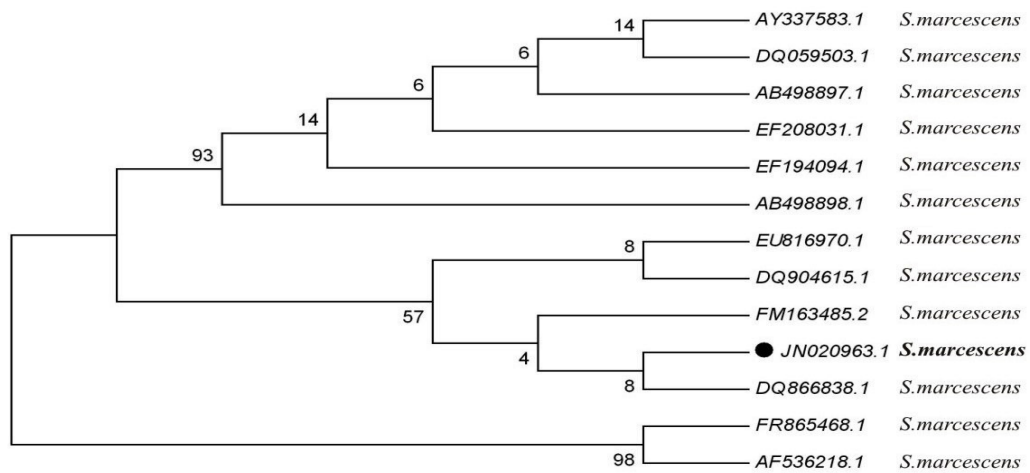 14
AY337583.1 S.marcescens
6
DQ059503.1 S.marcescens
6
AB498897.1 S.marcescens
14
EF208031.1 S.marcescens
93
EF194094.1 S.marcescens
AB498898.1 S.marcescens
8
EU816970.1 S.marcescens
DQ904615.1 S.marcescens
57
FM163485.2 S.marcescens
4
JN020963.1 S.marcescens
8
DQ866838.1 S.marcescens
FR865468.1 S.marcescens
98
AF536218.1 S.marcescens